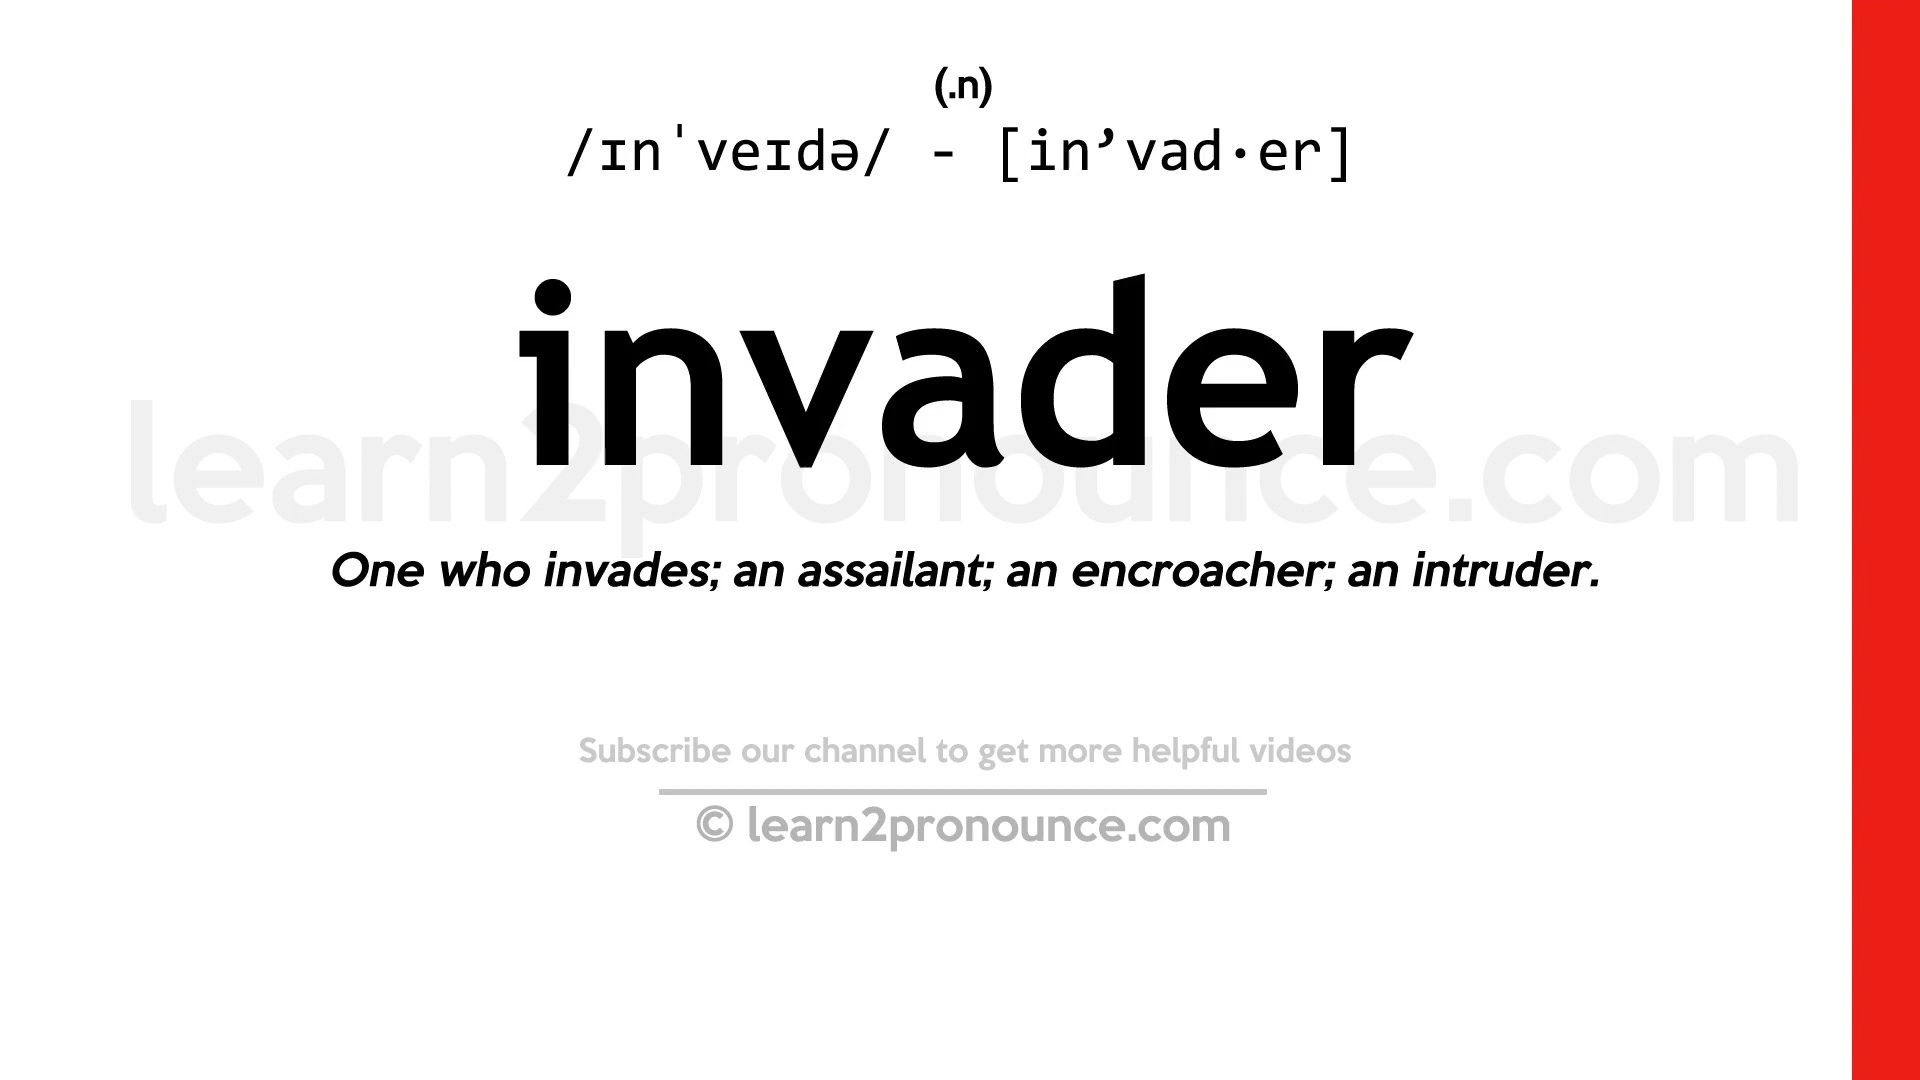 (.n)
/ɪnˈveɪdə/ - [in’vad·er]
invader
learn2pronounce.com
One who invades; an assailant; an encroacher; an intruder.
Subscribe our channel to get more helpful videos
© learn2pronounce.com